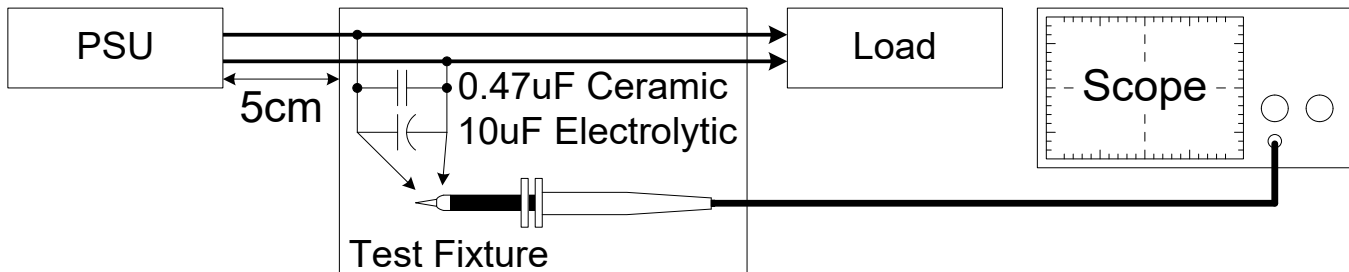 PSU
Load
Scope
5cm
0.47uF Ceramic
10uF Electrolytic
Test Fixture